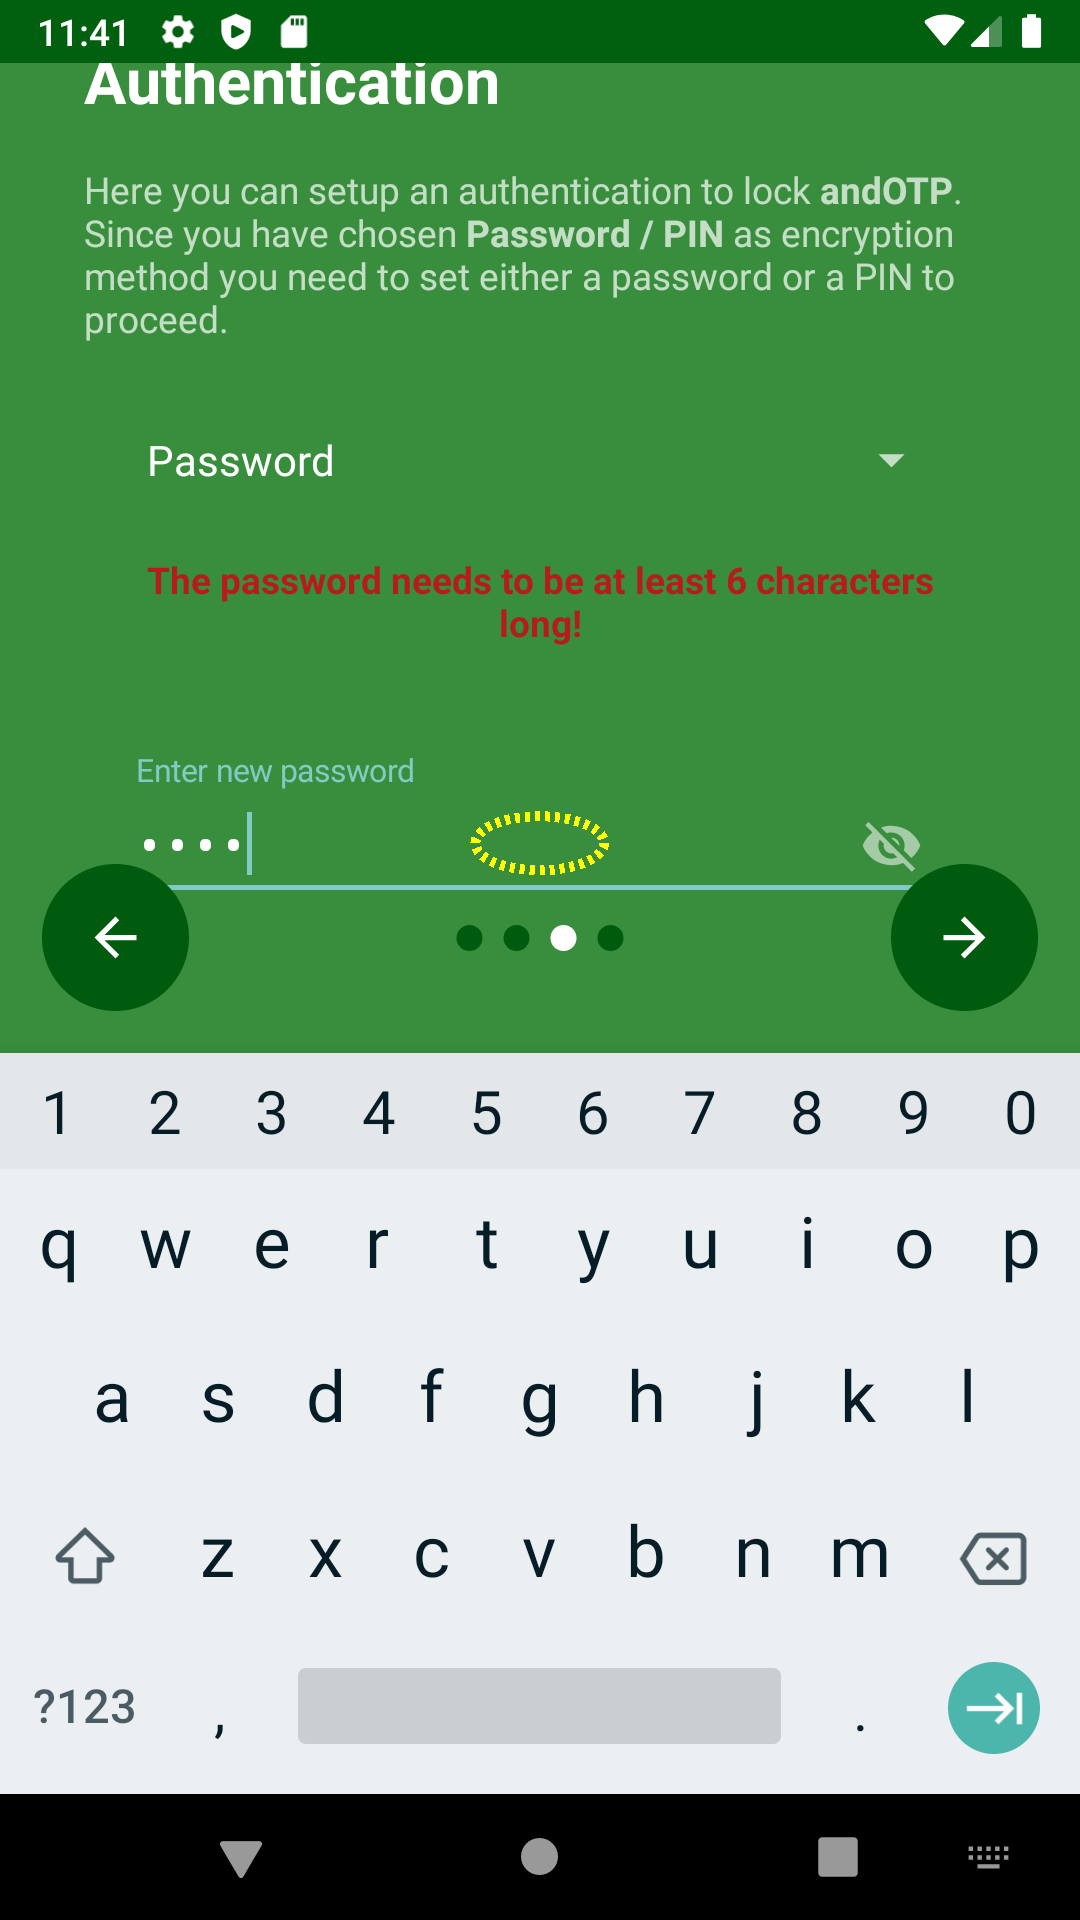 11:41
Authentication
Here you can setup an authentication to lock andOTP.
Since you have chosen Password / PIN as encryption
method you need to set either a password or a PIN to
proceed.
Password
The password needs to be at least 6 characters
long!
Enter new password
1 2 3 4 5 6 7 8 9 0
q w e r t y u i o p
a s d f g h j k l
z x c v b n m
?123 , .